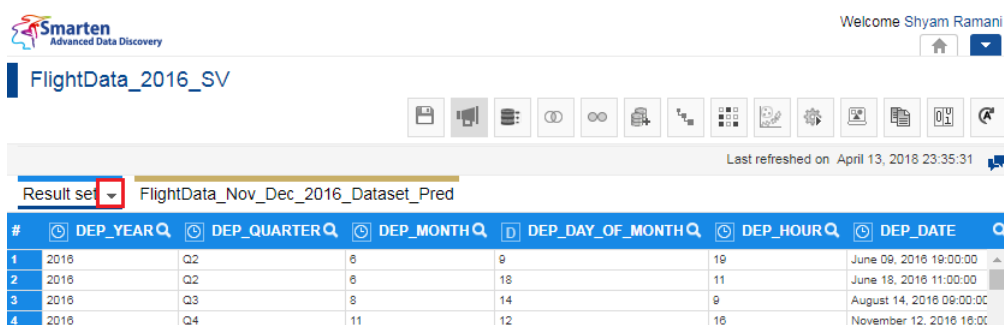 Smarten
Advanced Data Discovery
Welcome Shyam Ramani
FlightData_2016_SV
Last refreshed on April 13, 2018 23:35:31
Result set FlightData_Nov_Dec_2016_Dataset_Pred
# DEP_YEAR DEP_QUARTER DEP_MONTH D DEP_DAY_OF_MONTH DEP_HOUR DEP_DATE
1 2016 Q2 6 9 19 June 09, 2016 19:00:00
2 2016 Q2 6 18 11 June 18, 2016 11:00:00
3 2016 Q3 8 14 9 August 14, 2016 09:00:00
4 2016 Q4 11 12 16 November 12, 2016 16:00